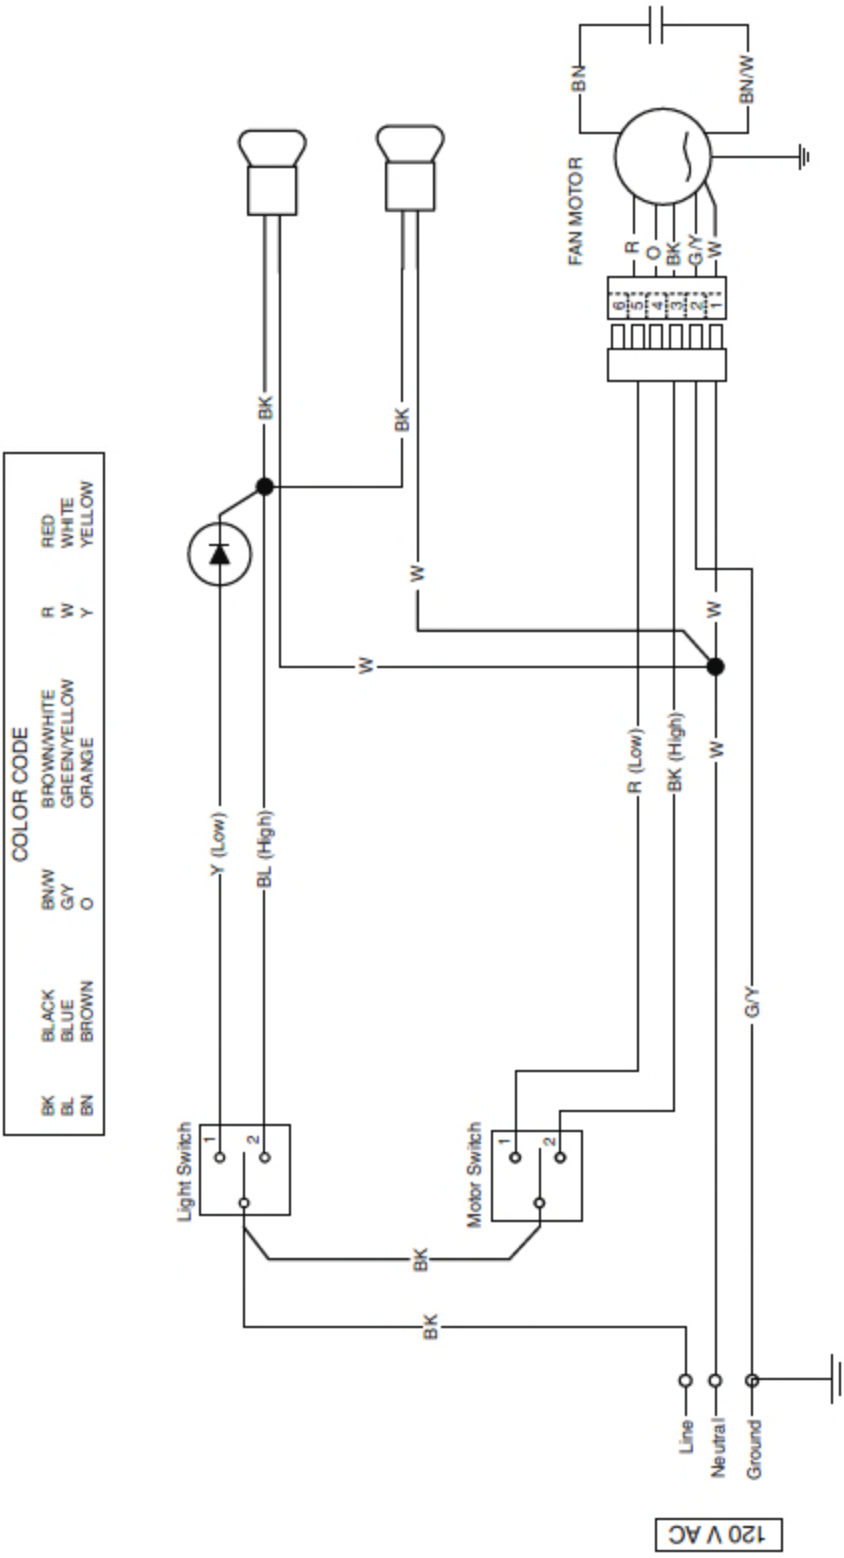 COLOR CODE
BK BLACK BN/W BROWN/WHITE R RED
BL BLUE G/Y GREEN/YELLOW W WHITE
BN BROWN O ORANGE Y YELLOW
Light Switch
1
2
Y (Low)
BL (High)
BK
BK
W
W
BK
BK
Motor Switch
1
2
R (Low)
BK (High)
W
W
G/Y
FAN MOTOR
6
5
4
3
2
1
R
O
BK
G/Y
W
BN
BN/W
Line
Neutral
Ground
120 V AC